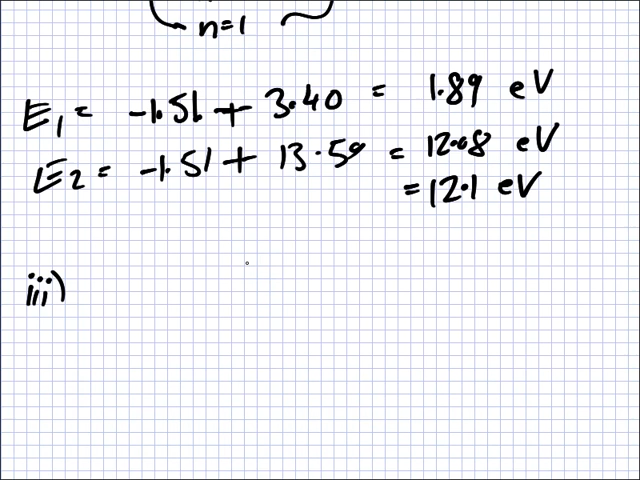 n=1
E₁ = -1.51 + 3.40 = 1.89 eV
E₂ = -1.51 + 13.59 = 12.08 eV
= 12.1 eV
iii)